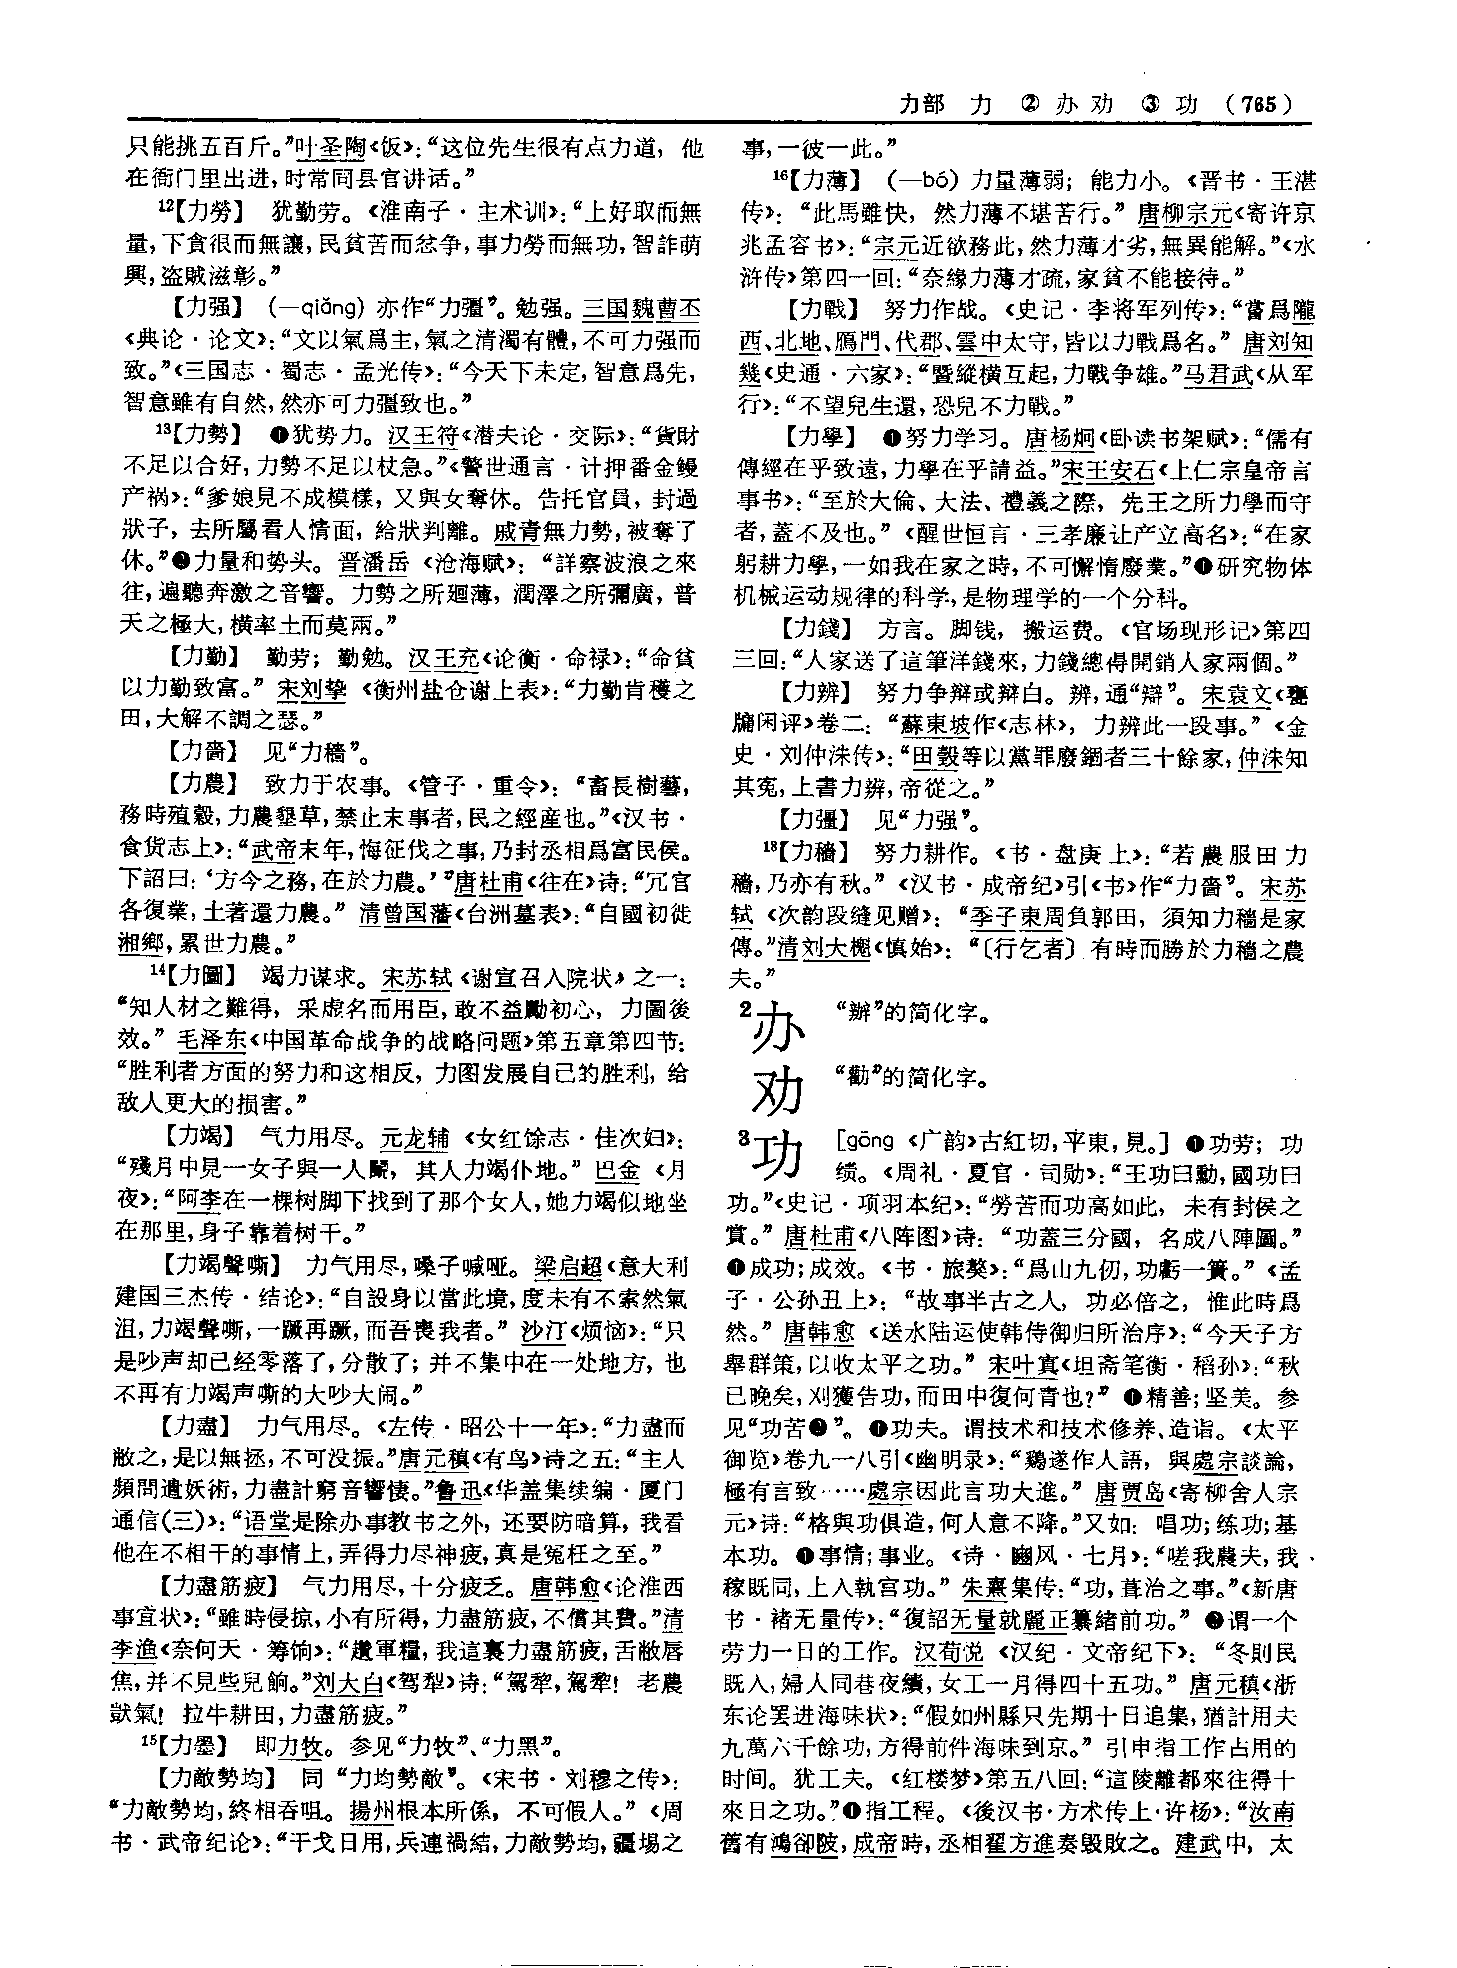 力部 力 ②办劝 ③功 (765)
只能挑五百斤。”叶圣陶《饭》：“这位先生很有点力道，他
在衙门里出进，时常同县官讲话。”
12【力勞】 犹勤劳。《淮南子·主术训》：“上好取而無
量，下貪很而無讓，民貧苦而忿争，事力勞而無功，智詐萌
興，盗賊滋彰。”
【力强】 (—qiǎng) 亦作“力彊”。勉强。三国魏曹丕
《典论·论文》：“文以氣爲主，氣之清濁有體，不可力强而
致。”《三国志·蜀志·孟光传》：“今天下未定，智意爲先，
智意雖有自然，然亦可力彊致也。”
13【力勢】 ❶犹势力。汉王符《潜夫论·交际》：“貨財
不足以合好，力勢不足以杖急。”《警世通言·计押番金鳗
产祸》：“爹娘見不成模樣，又與女奪休。告托官員，封過
狀子，去所屬看人情面，給狀判離。戚青無力勢，被奪了
休。”❷力量和势头。晋潘岳《沧海赋》：“詳察波浪之來
往，遍聽奔激之音響。力勢之所廻薄，潤澤之所彌廣，普
天之極大，横率土而莫兩。”
【力勤】 勤劳；勤勉。汉王充《论衡·命禄》：“命貧
以力勤致富。”宋刘挚《衡州盐仓谢上表》：“力勤肯穫之
田，大解不調之瑟。”
【力嗇】 见“力穡”。
【力農】 致力于农事。《管子·重令》：“畜長樹藝，
務時殖穀，力農墾草，禁止末事者，民之經産也。”《汉书·
食货志上》：“武帝末年，悔征伐之事，乃封丞相爲富民侯。
下詔曰：‘方今之務，在於力農。’”唐杜甫《往在》诗：“冗官
各復業，土著還力農。”清曾国藩《台洲墓表》：“自國初徙
湘鄉，累世力農。”
14【力圖】 竭力谋求。宋苏轼《谢宣召入院状》之一：
“知人材之難得，采虚名而用臣，敢不益勵初心，力圖後
效。”毛泽东《中国革命战争的战略问题》第五章第四节：
“胜利者方面的努力和这相反，力图发展自己的胜利，给
敌人更大的损害。”
【力竭】 气力用尽。元龙辅《女红馀志·佳次妇》：
“殘月中見一女子與一人鬭，其人力竭仆地。”巴金《月
夜》：“阿李在一棵树脚下找到了那个女人，她力竭似地坐
在那里，身子靠着树干。”
【力竭聲嘶】 力气用尽，嗓子喊哑。梁启超《意大利
建国三杰传·结论》：“自設身以當此境，度未有不索然氣
沮，力竭聲嘶，一蹶再蹶，而吾喪我者。”沙汀《烦恼》：“只
是吵声却已经零落了，分散了；并不集中在一处地方，也
不再有力竭声嘶的大吵大闹。”
【力盡】 力气用尽。《左传·昭公十一年》：“力盡而
敝之，是以無拯，不可没振。”唐元稹《有鸟》诗之五：“主人
頻問遺妖術，力盡計窮音響悽。”鲁迅《华盖集续编·厦门
通信(三)》：“语堂是除办事教书之外，还要防暗算，我看
他在不相干的事情上，弄得力尽神疲，真是冤枉之至。”
【力盡筋疲】 气力用尽，十分疲乏。唐韩愈《论淮西
事宜状》：“雖時侵掠，小有所得，力盡筋疲，不償其費。”清
李渔《奈何天·筹饷》：“趲軍糧，我這裏力盡筋疲，舌敝唇
焦，并不見些兒餉。”刘大白《驾犁》诗：“駕犂，駕犂！老農
歎氣！拉牛耕田，力盡筋疲。”
15【力墨】 即力牧。参见“力牧”、“力黑”。
【力敵勢均】 同“力均勢敵”。《宋书·刘穆之传》：
“力敵勢均，終相吞咀。揚州根本所係，不可假人。”《周
书·武帝纪论》：“干戈日用，兵連禍結，力敵勢均，疆埸之
事，一彼一此。”
16【力薄】 (—bó) 力量薄弱；能力小。《晋书·王湛
传》：“此馬雖快，然力薄不堪苦行。”唐柳宗元《寄许京
兆孟容书》：“宗元近欲務此，然力薄才劣，無異能解。”《水
浒传》第四一回：“奈緣力薄才疏，家貧不能接待。”
【力戰】 努力作战。《史记·李将军列传》：“嘗爲隴
西、北地、鴈門、代郡、雲中太守，皆以力戰爲名。”唐刘知
幾《史通·六家》：“暨縱橫互起，力戰争雄。”马君武《从军
行》：“不望兒生還，恐兒不力戰。”
【力學】 ❶努力学习。唐杨炯《卧读书架赋》：“儒有
傳經在乎致遠，力學在乎請益。”宋王安石《上仁宗皇帝言
事书》：“至於大倫、大法、禮義之際，先王之所力學而守
者，蓋不及也。”《醒世恒言·三孝廉让产立高名》：“在家
躬耕力學，一如我在家之時，不可懈惰廢業。”❷研究物体
机械运动规律的科学，是物理学的一个分科。
【力錢】 方言。脚钱，搬运费。《官场现形记》第四
三回：“人家送了這筆洋錢來，力錢總得開銷人家兩個。”
【力辨】 努力争辩或辩白。辨，通“辯”。宋袁文《甕
牖闲评》卷二：“蘇東坡作《志林》，力辨此一段事。”《金
史·刘仲洙传》：“田瑴等以黨罪廢錮者三十餘家，仲洙知
其冤，上書力辨，帝從之。”
【力彊】 见“力强”。
18【力穡】 努力耕作。《书·盘庚上》：“若農服田力
穡，乃亦有秋。”《汉书·成帝纪》引《书》作“力嗇”。宋苏
轼《次韵段缝见赠》：“季子東周負郭田，須知力穡是家
傳。”清刘大櫆《慎始》：“〔行乞者〕有時而勝於力穡之農
夫。”
2办 “辦”的简化字。
劝 “勸”的简化字。
3功 [gōng《广韵》古紅切，平東，見。] ❶功劳；功
绩。《周礼·夏官·司勋》：“王功曰勳，國功曰
功。”《史记·项羽本纪》：“勞苦而功高如此，未有封侯之
賞。”唐杜甫《八阵图》诗：“功蓋三分國，名成八陣圖。”
❷成功；成效。《书·旅獒》：“爲山九仞，功虧一簣。”《孟
子·公孙丑上》：“故事半古之人，功必倍之，惟此時爲
然。”唐韩愈《送水陆运使韩侍御归所治序》：“今天子方
舉群策，以收太平之功。”宋叶寘《坦斋笔衡·稻孙》：“秋
已晚矣，刈獲告功，而田中復何青也？”❸精善；坚美。参
见“功苦❷”。❹功夫。谓技术和技术修养、造诣。《太平
御览》卷九一八引《幽明录》：“鷄遂作人語，與處宗談論，
極有言致……處宗因此言功大進。”唐贾岛《寄柳舍人宗
元》诗：“格與功俱造，何人意不降。”又如：唱功；练功；基
本功。❺事情；事业。《诗·豳风·七月》：“嗟我農夫，我
稼既同，上入執宫功。”朱熹集传：“功，葺治之事。”《新唐
书·褚无量传》：“復詔无量就麗正纂緒前功。”❻谓一个
劳力一日的工作。汉荀悦《汉纪·文帝纪下》：“冬則民
既入，婦人同巷夜績，女工一月得四十五功。”唐元稹《浙
东论罢进海味状》：“假如州縣只先期十日追集，猶計用夫
九萬六千餘功，方得前件海味到京。”引申指工作占用的
时间。犹工夫。《红楼梦》第五八回：“這陵離都來往得十
來日之功。”❼指工程。《後汉书·方术传上·许杨》：“汝南
舊有鴻卻陂，成帝時，丞相翟方進奏毁敗之。建武中，太